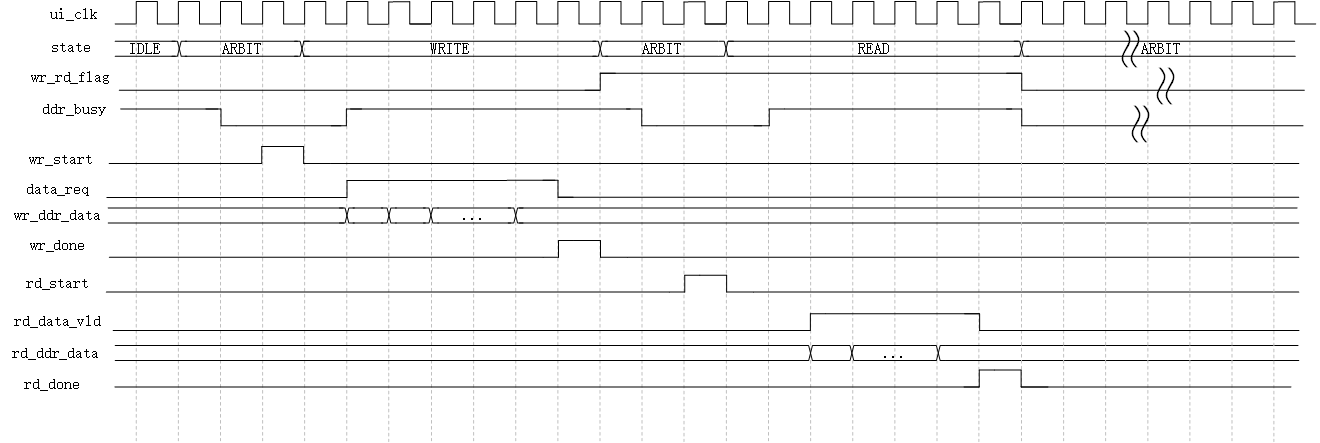 ui_clk
state IDLE ARBIT WRITE ARBIT READ ARBIT
wr_rd_flag
ddr_busy
wr_start
data_req
wr_ddr_data ...
wr_done
rd_start
rd_data_vld
rd_ddr_data ...
rd_done